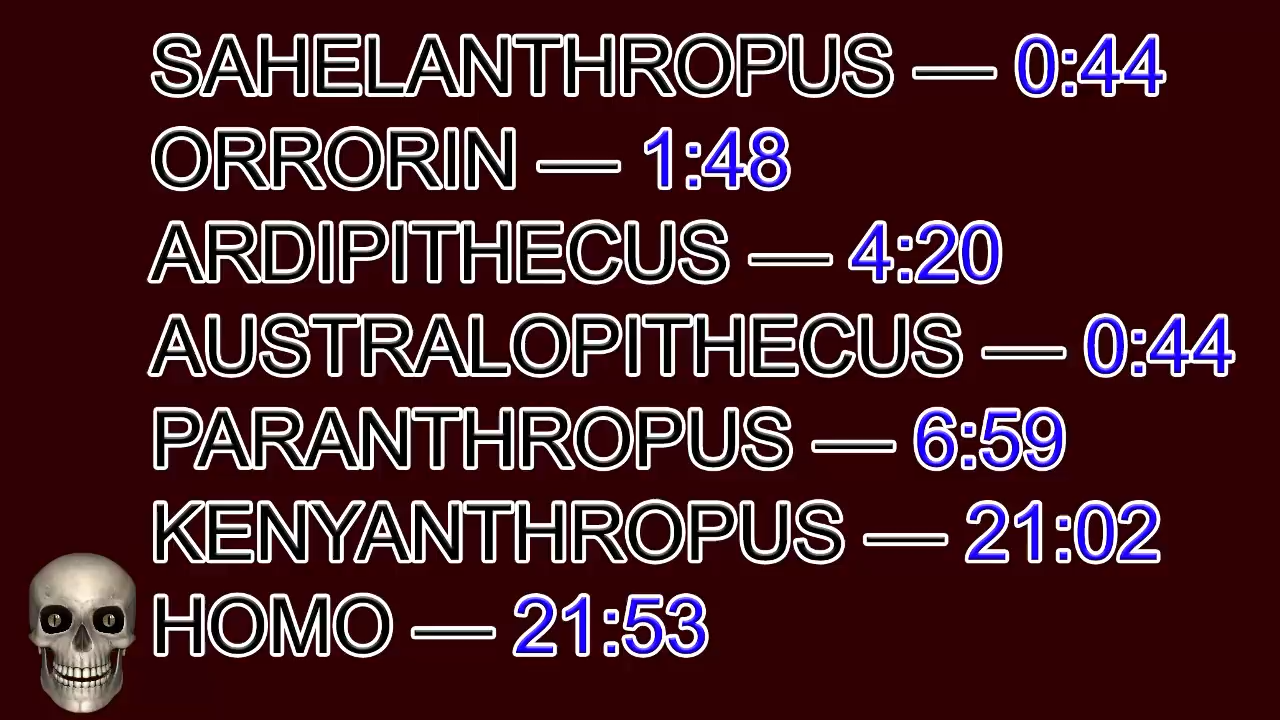 SAHELANTHROPUS — 0:44
ORRORIN — 1:48
ARDIPITHECUS — 4:20
AUSTRALOPITHECUS — 0:44
PARANTHROPUS — 6:59
KENYANTHROPUS — 21:02
HOMO — 21:53